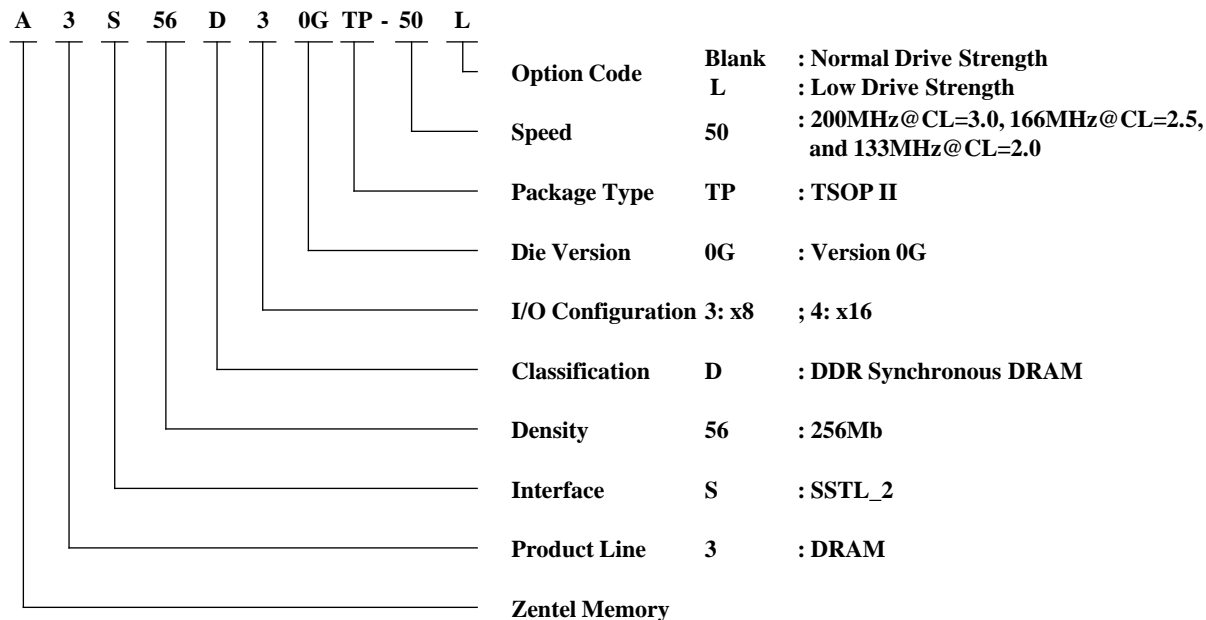 A 3 S 56 D 3 0G TP - 50 L
Option Code Blank : Normal Drive Strength
L : Low Drive Strength
Speed 50 : 200MHz@CL=3.0, 166MHz@CL=2.5,
and 133MHz@CL=2.0
Package Type TP : TSOP II
Die Version 0G : Version 0G
I/O Configuration 3: x8 ; 4: x16
Classification D : DDR Synchronous DRAM
Density 56 : 256Mb
Interface S : SSTL_2
Product Line 3 : DRAM
Zentel Memory